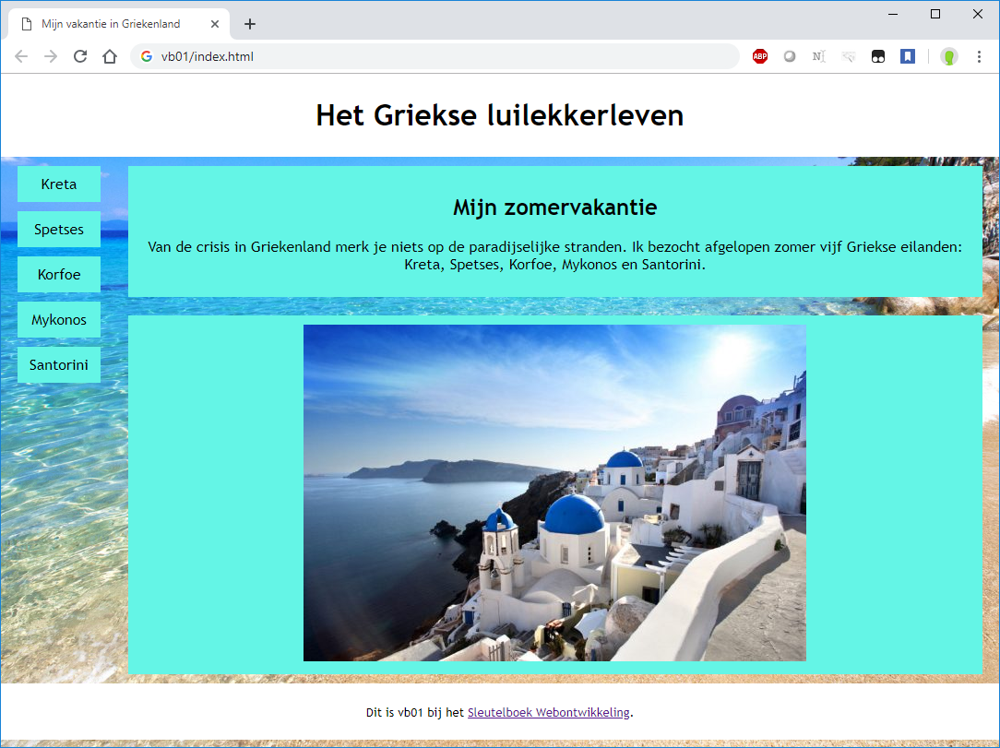 Mijn vakantie in Griekenland
vb01/index.html
ABP
N
Het Griekse luilekkerleven
Kreta
Spetses
Korfoe
Mykonos
Santorini
Mijn zomervakantie
Van de crisis in Griekenland merk je niets op de paradijselijke stranden. Ik bezocht afgelopen zomer vijf Griekse eilanden:
Kreta, Spetses, Korfoe, Mykonos en Santorini.
Dit is vb01 bij het Sleutelboek Webontwikkeling.